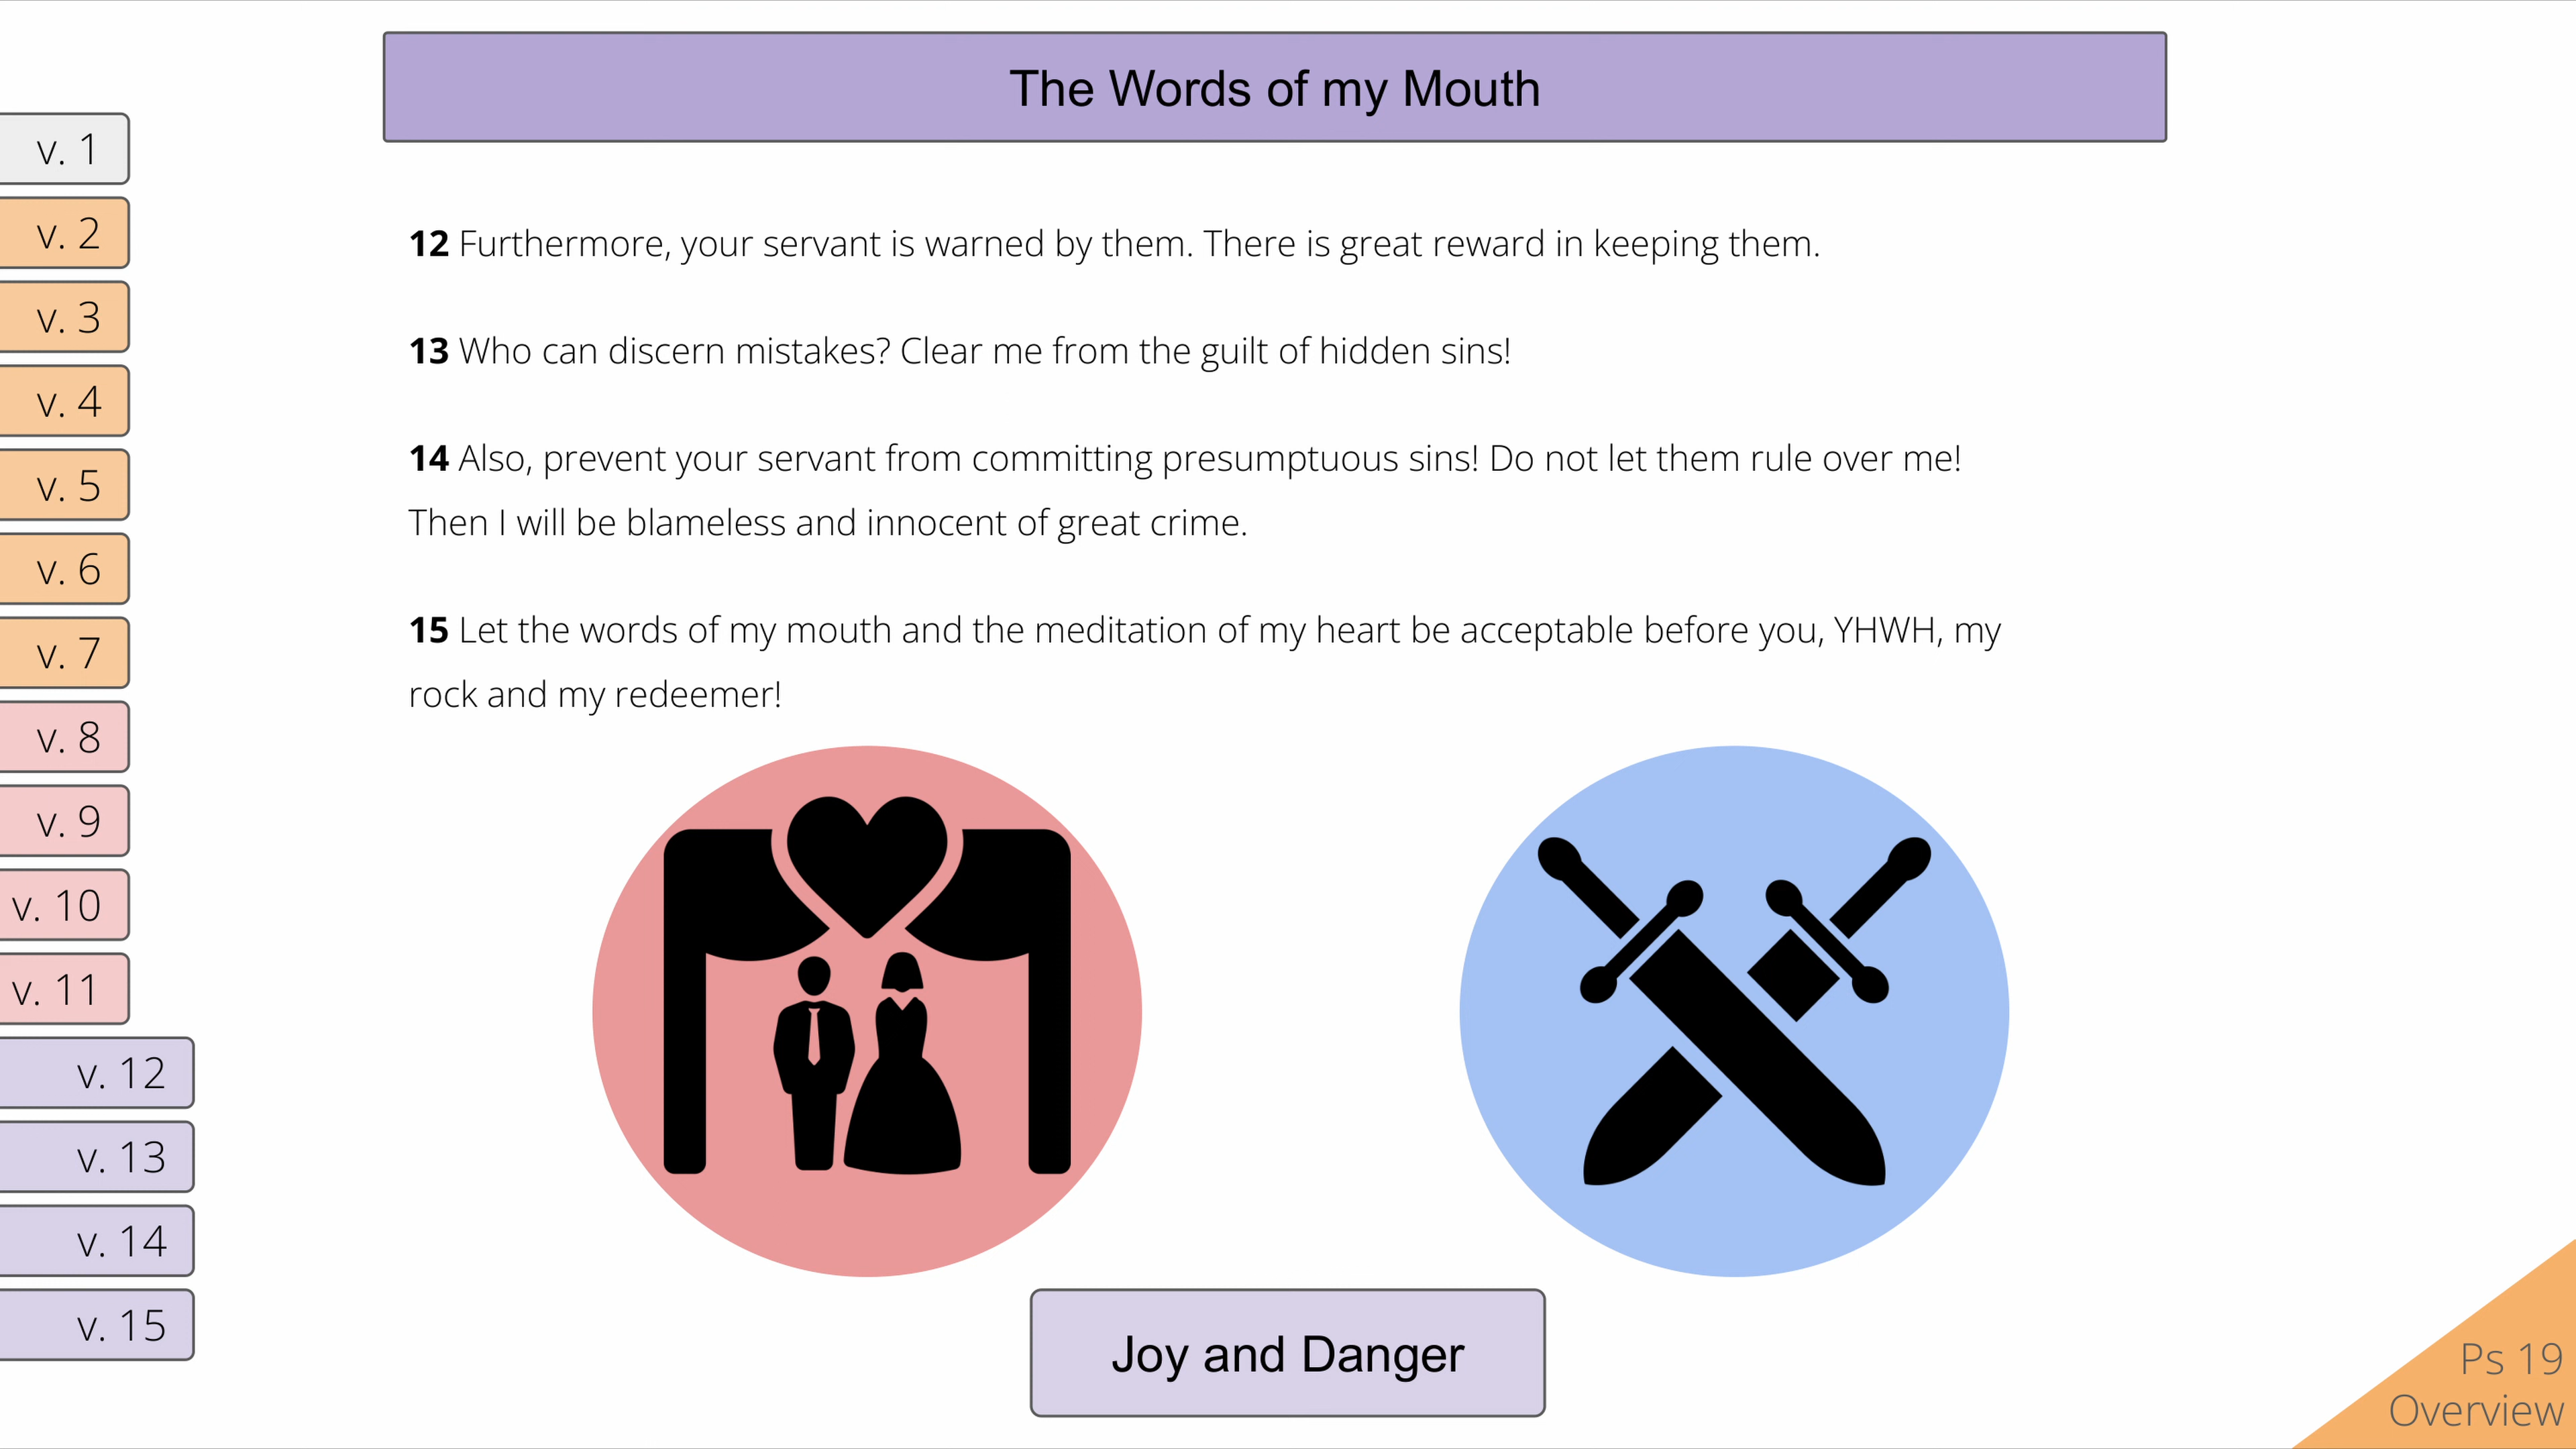 The Words of my Mouth
v. 1
v. 2
v. 3
v. 4
v. 5
v. 6
v. 7
v. 8
v. 9
v. 10
v. 11
v. 12
v. 13
v. 14
v. 15
12 Furthermore, your servant is warned by them. There is great reward in keeping them.
13 Who can discern mistakes? Clear me from the guilt of hidden sins!
14 Also, prevent your servant from committing presumptuous sins! Do not let them rule over me!
Then I will be blameless and innocent of great crime.
15 Let the words of my mouth and the meditation of my heart be acceptable before you, YHWH, my
rock and my redeemer!
Joy and Danger
Ps 19
Overview